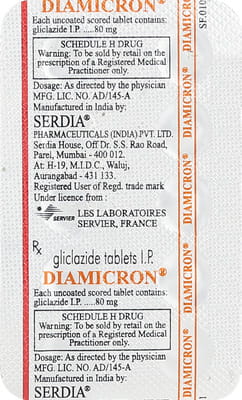 DIAMICRON®
Each uncoated scored tablet contains:
gliclazide I.P. .....80 mg
SCHEDULE H DRUG
Warning: To be sold by retail on the
prescription of a Registered Medical
Practitioner only.
Dosage: As directed by the physician
MFG. LIC. NO. AD/145-A
Manufactured in India by:
SERDIA®
PHARMACEUTICALS (INDIA) PVT. LTD.
Serdia House, Off Dr. S.S. Rao Road,
Parel, Mumbai - 400 012.
At: H-19, M.I.D.C., Waluj,
Aurangabad - 431 133.
Registered User of Regd. trade mark
Under licence from :
SERVIER
LES LABORATOIRES
SERVIER, FRANCE
Rx
gliclazide tablets I.P.
DIAMICRON®
Each uncoated scored tablet contains:
gliclazide I.P. .....80 mg
SCHEDULE H DRUG
Warning: To be sold by retail on the
prescription of a Registered Medical
Practitioner only.
Dosage: As directed by the physician
MFG. LIC. NO. AD/145-A
Manufactured in India by:
SERDIA®
DIAMICRON®
DIAMICRON®
DIAMICRON®
DIAMICRON®
DIAMICRON®